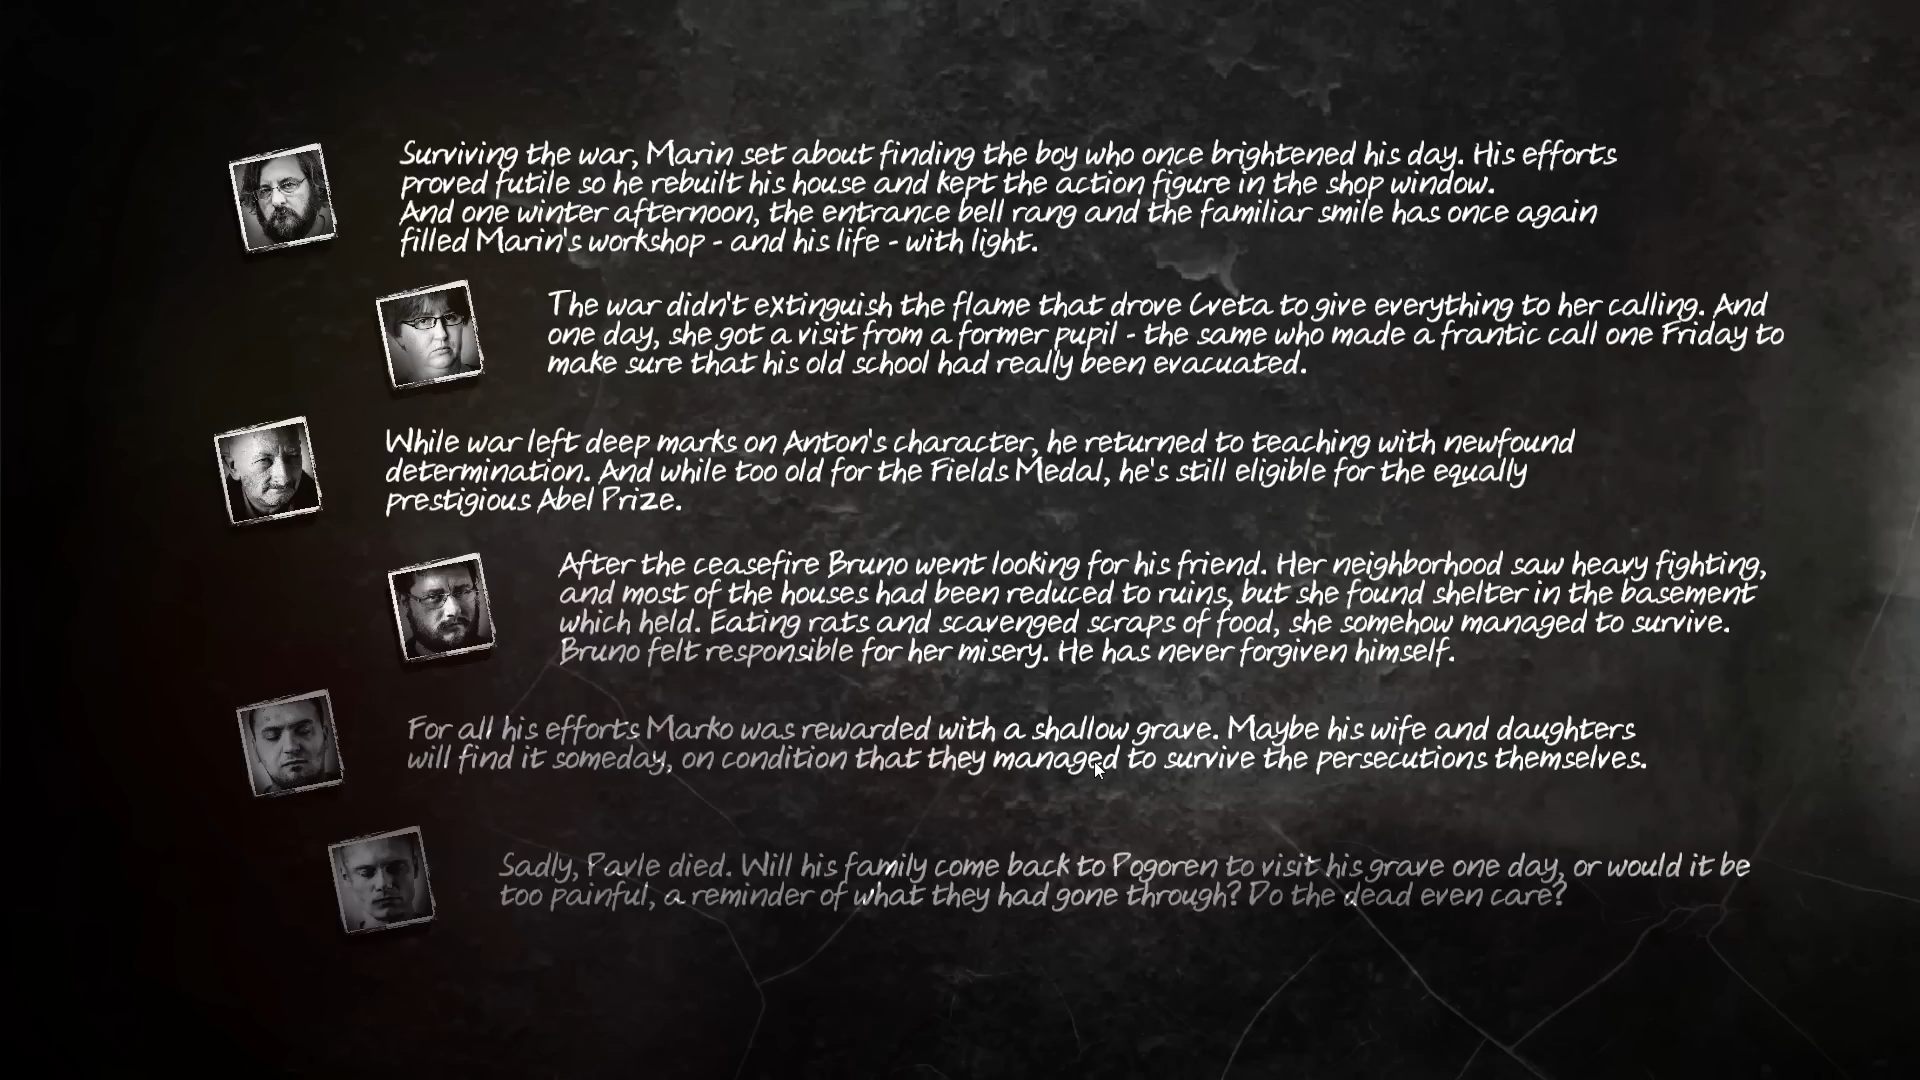 Surviving the war, Marin set about finding the boy who once brightened his day. His efforts
proved futile so he rebuilt his house and kept the action figure in the shop window.
And one winter afternoon, the entrance bell rang and the familiar smile has once again
filled Marin's workshop - and his life - with light.
The war didn't extinguish the flame that drove Cveta to give everything to her calling. And
one day, she got a visit from a former pupil - the same who made a frantic call one Friday to
make sure that his old school had really been evacuated.
While war left deep marks on Anton's character, he returned to teaching with newfound
determination. And while too old for the Fields Medal, he's still eligible for the equally
prestigious Abel Prize.
After the ceasefire Bruno went looking for his friend. Her neighborhood saw heavy fighting,
and most of the houses had been reduced to ruins, but she found shelter in the basement
which held. Eating rats and scavenged scraps of food, she somehow managed to survive.
Bruno felt responsible for her misery. He has never forgiven himself.
For all his efforts Marko was rewarded with a shallow grave. Maybe his wife and daughters
will find it someday, on condition that they managed to survive the persecutions themselves.
Sadly, Pavle died. Will his family come back to Pogoren to visit his grave one day, or would it be
too painful, a reminder of what they had gone through? Do the dead even care?